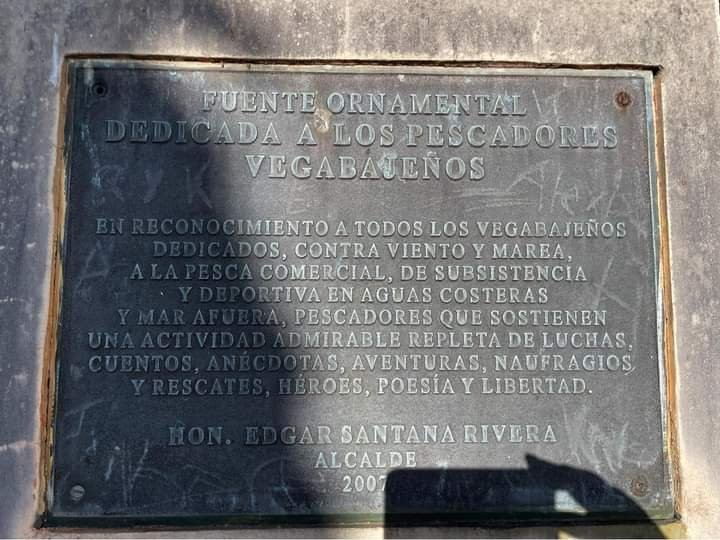 FUENTE ORNAMENTAL
DEDICADA A LOS PESCADORES
VEGABAJEÑOS
EN RECONOCIMIENTO A TODOS LOS VEGABAJEÑOS
DEDICADOS, CONTRA VIENTO Y MAREA,
A LA PESCA COMERCIAL, DE SUBSISTENCIA
Y DEPORTIVA EN AGUAS COSTERAS
Y MAR AFUERA, PESCADORES QUE SOSTIENEN
UNA ACTIVIDAD ADMIRABLE REPLETA DE LUCHAS,
CUENTOS, ANÉCDOTAS, AVENTURAS, NAUFRAGIOS
Y RESCATES, HÉROES, POESÍA Y LIBERTAD.
HON. EDGAR SANTANA RIVERA
ALCALDE
2007